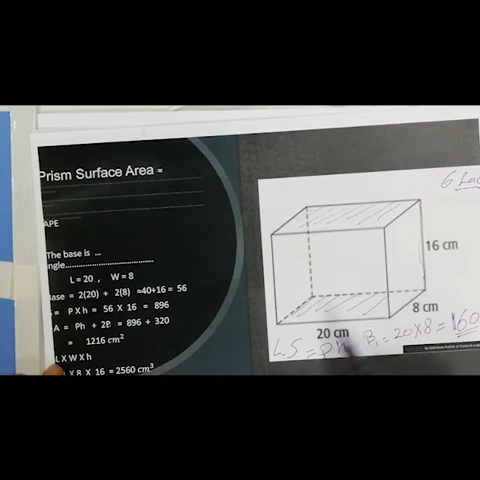 Prism Surface Area =
APE
The base is ...
ngle............................
L = 20 , W = 8
Base = 2(20) + 2(8) =40+16 = 56
= P X h = 56 X 16 = 896
A = Ph + 2B = 896 + 320
= 1216 cm²
L X W X h
X 8 X 16 = 2560 cm³
6
16 cm
8 cm
20 cm
L.S = Ph
B₁ = 20×8 = 160